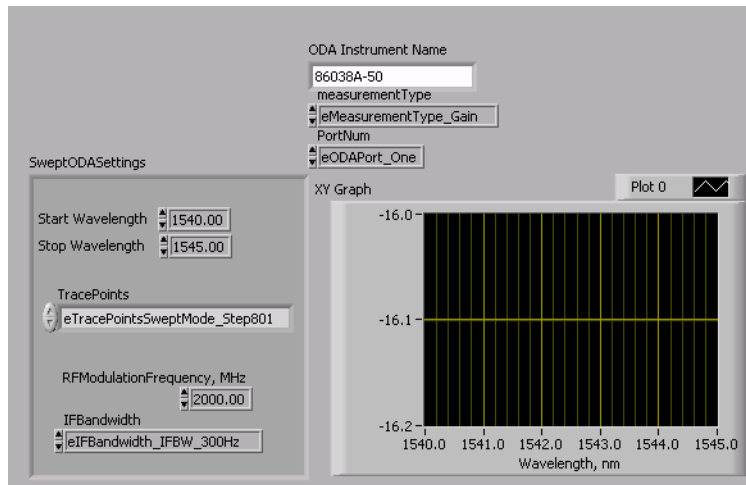 ODA Instrument Name
86038A-50
measurementType
eMeasurementType_Gain
PortNum
eODAPort_One
SweptODASettings
Start Wavelength 1540.00
Stop Wavelength 1545.00
TracePoints
eTracePointsSweptMode_Step801
RFModulationFrequency, MHz
2000.00
IFBandwidth
eIFBandwidth_IFBW_300Hz
XY Graph
Plot 0
-16.0
-16.1
-16.2
1540.0 1541.0 1542.0 1543.0 1544.0 1545.0
Wavelength, nm